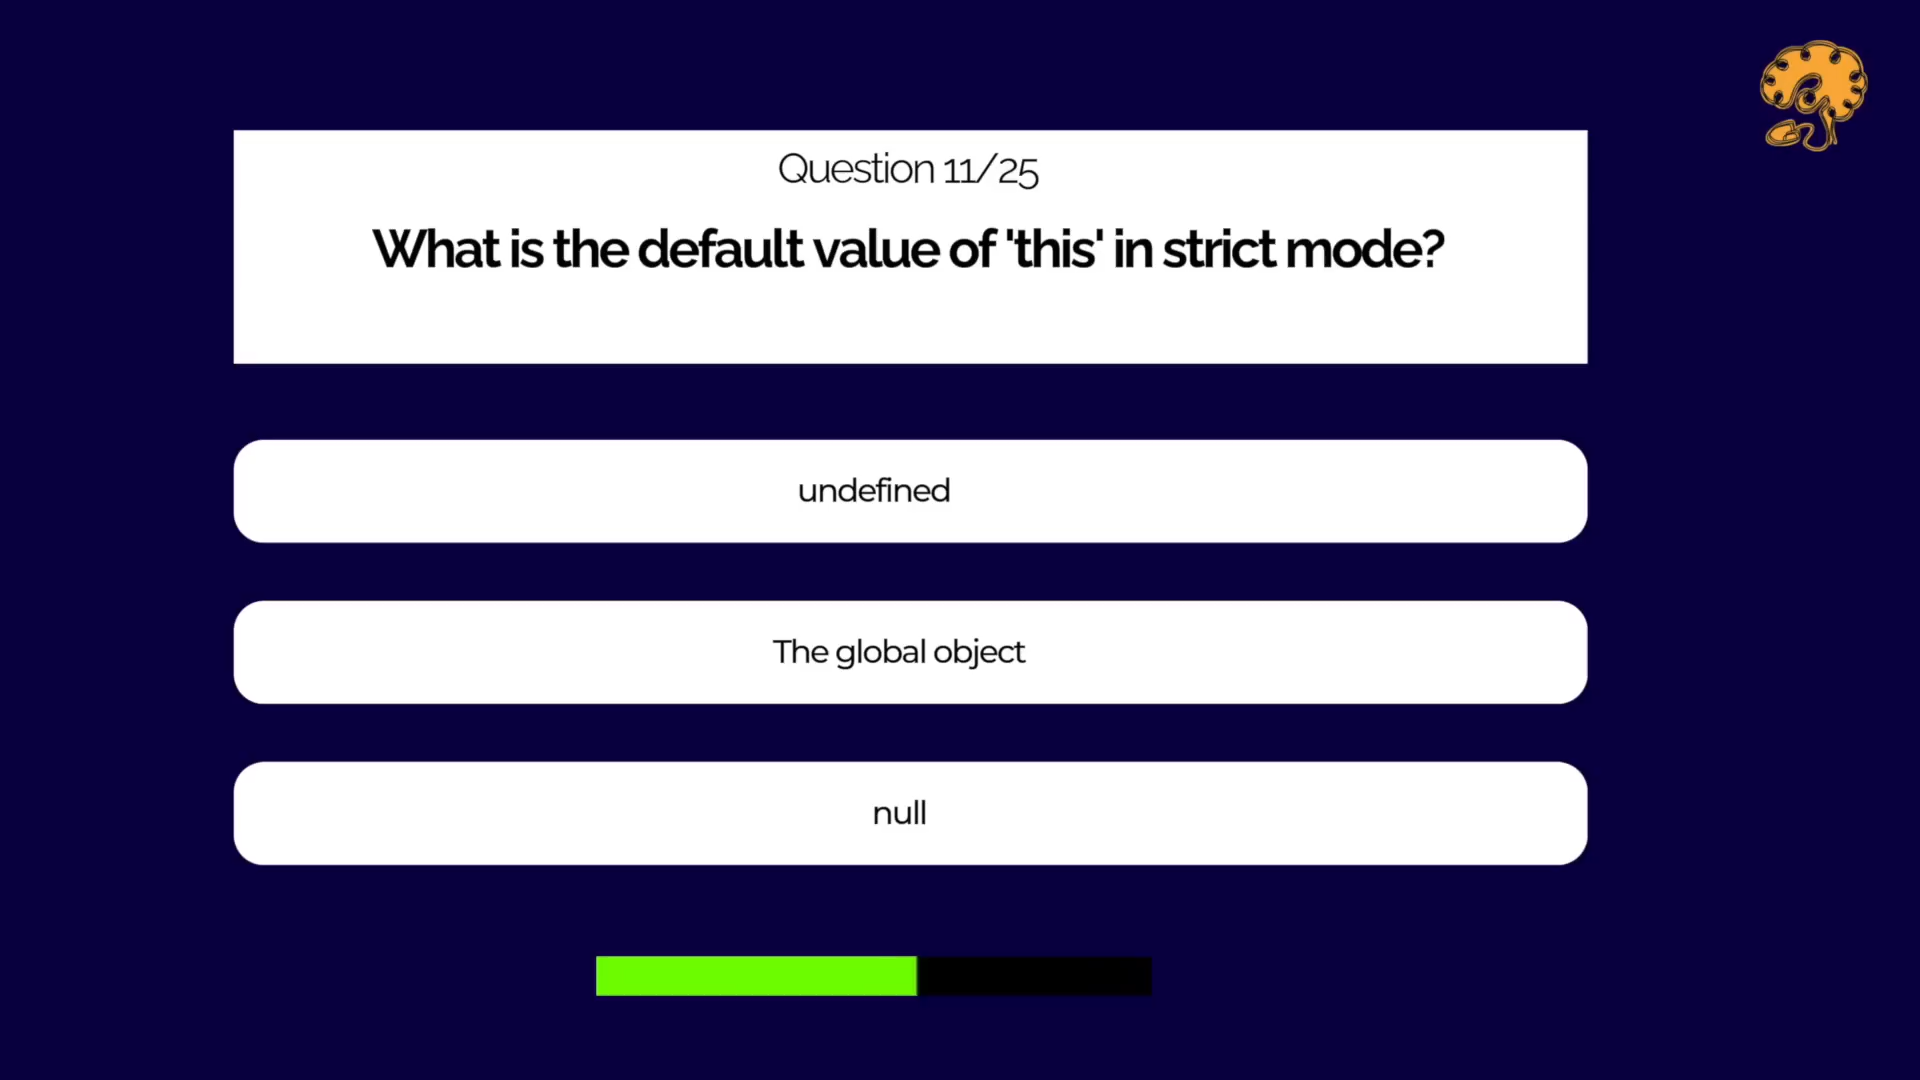 Question 11/25
What is the default value of 'this' in strict mode?
undefined
The global object
null